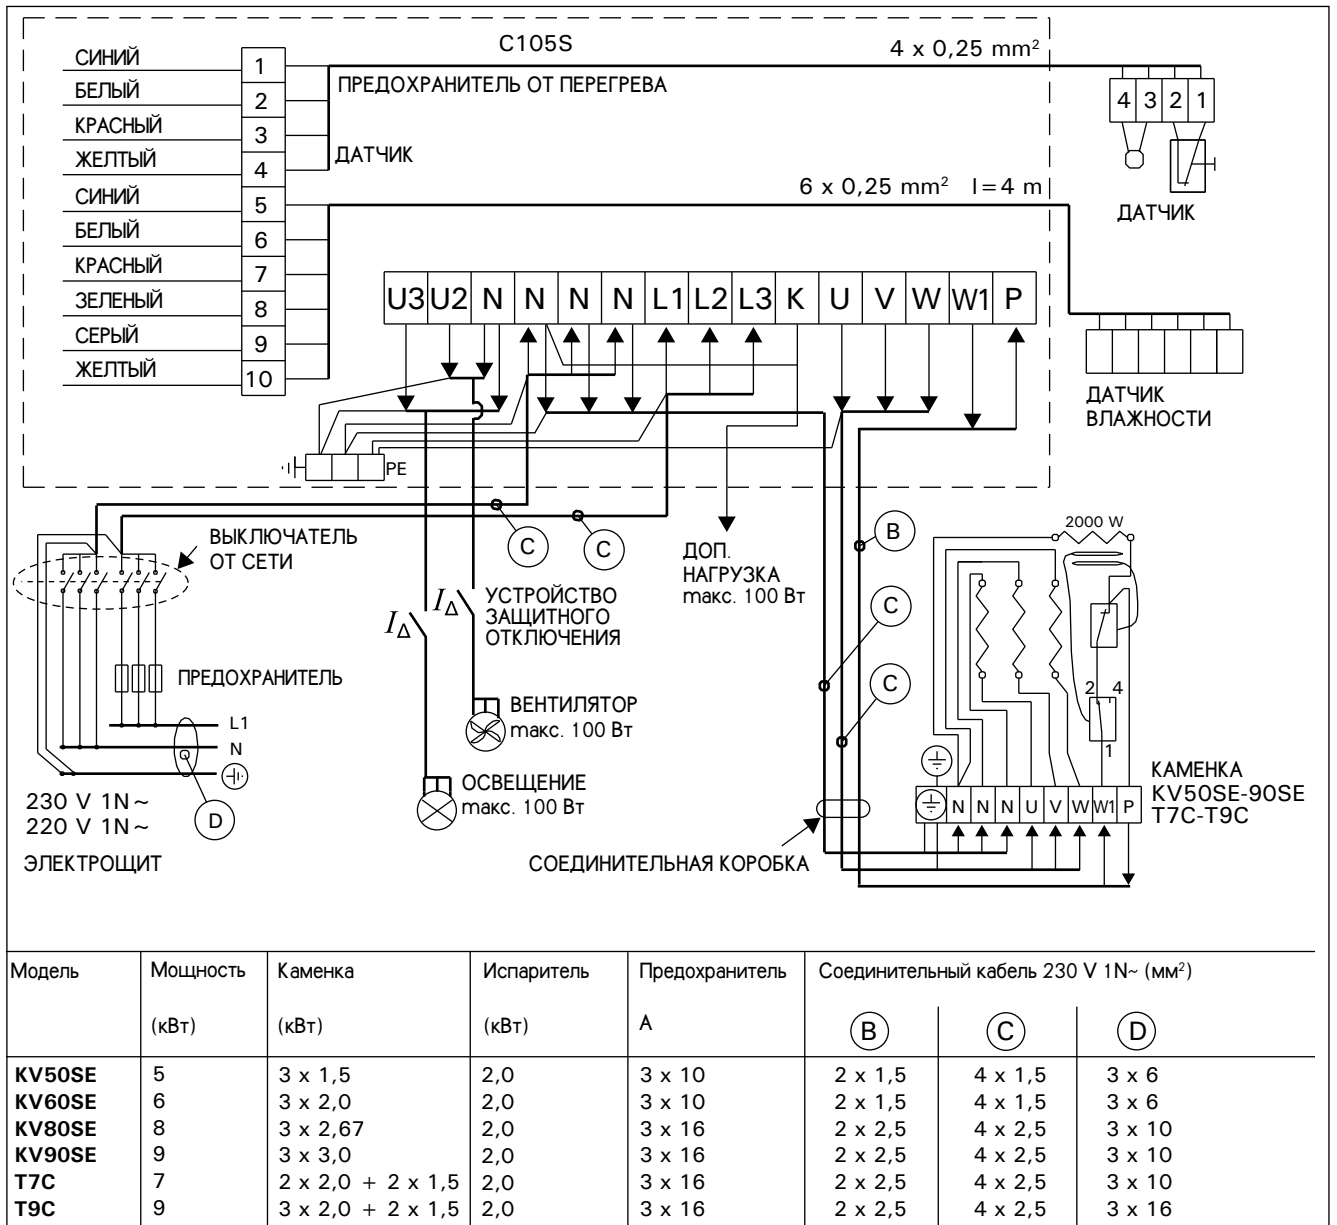 C105S
4 x 0,25 mm²
СИНИЙ 1
БЕЛЫЙ 2
КРАСНЫЙ 3
ЖЕЛТЫЙ 4
СИНИЙ 5
БЕЛЫЙ 6
КРАСНЫЙ 7
ЗЕЛЕНЫЙ 8
СЕРЫЙ 9
ЖЕЛТЫЙ 10
ПРЕДОХРАНИТЕЛЬ ОТ ПЕРЕГРЕВА
ДАТЧИК
4 3 2 1
ДАТЧИК
6 x 0,25 mm² l=4 m
U3 U2 N N N N L1 L2 L3 K U V W W1 P
ДАТЧИК
ВЛАЖНОСТИ
PE
ВЫКЛЮЧАТЕЛЬ
ОТ СЕТИ
C
C
B
C
C
ДОП.
НАГРУЗКА
макс. 100 Вт
2000 W
I∆
I∆
УСТРОЙСТВО
ЗАЩИТНОГО
ОТКЛЮЧЕНИЯ
ПРЕДОХРАНИТЕЛЬ
L1
N
D
ВЕНТИЛЯТОР
макс. 100 Вт
ОСВЕЩЕНИЕ
макс. 100 Вт
2 4
1
230 V 1N~
220 V 1N~
ЭЛЕКТРОЩИТ
СОЕДИНИТЕЛЬНАЯ КОРОБКА
N N N U V W W1 P
КАМЕНКА
KV50SE-90SE
T7C-T9C
Модель Мощность Каменка Испаритель Предохранитель Соединительный кабель 230 V 1N~ (мм²)
(кВт) (кВт) (кВт) А B C D
KV50SE 5 3 x 1,5 2,0 3 x 10 2 x 1,5 4 x 1,5 3 x 6
KV60SE 6 3 x 2,0 2,0 3 x 10 2 x 1,5 4 x 1,5 3 x 6
KV80SE 8 3 x 2,67 2,0 3 x 16 2 x 2,5 4 x 2,5 3 x 10
KV90SE 9 3 x 3,0 2,0 3 x 16 2 x 2,5 4 x 2,5 3 x 10
T7C 7 2 x 2,0 + 2 x 1,5 2,0 3 x 16 2 x 2,5 4 x 2,5 3 x 10
T9C 9 3 x 2,0 + 2 x 1,5 2,0 3 x 16 2 x 2,5 4 x 2,5 3 x 16